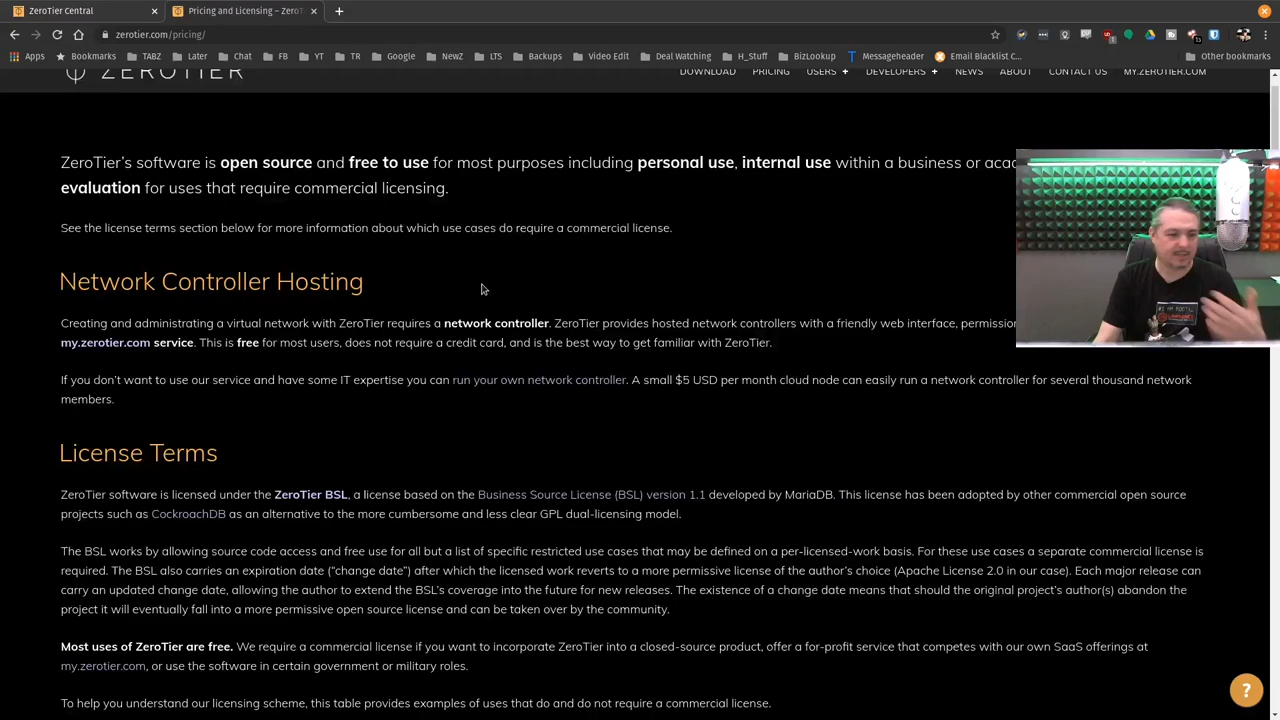 ZeroTier Central
Pricing and Licensing – ZeroT
zerotier.com/pricing/
Apps Bookmarks TABZ Later Chat FB YT TR Google NewZ LTS Backups Video Edit Deal Watching H_Stuff BizLookup Messageheader Email Blacklist C... Other bookmarks
ZEROTIER
DOWNLOAD PRICING USERS + DEVELOPERS + NEWS ABOUT CONTACT US MY.ZEROTIER.COM
ZeroTier’s software is open source and free to use for most purposes including personal use, internal use within a business or
evaluation for uses that require commercial licensing.
See the license terms section below for more information about which use cases do require a commercial license.
Network Controller Hosting
Creating and administrating a virtual network with ZeroTier requires a network controller. ZeroTier provides hosted network controllers with a friendly web interface,
my.zerotier.com service. This is free for most users, does not require a credit card, and is the best way to get familiar with ZeroTier.
If you don’t want to use our service and have some IT expertise you can run your own network controller. A small $5 USD per month cloud node can easily run a network controller for several thousand network
members.
License Terms
ZeroTier software is licensed under the ZeroTier BSL, a license based on the Business Source License (BSL) version 1.1 developed by MariaDB. This license has been adopted by other commercial open source
projects such as CockroachDB as an alternative to the more cumbersome and less clear GPL dual-licensing model.
The BSL works by allowing source code access and free use for all but a list of specific restricted use cases that may be defined on a per-licensed-work basis. For these use cases a separate commercial license is
required. The BSL also carries an expiration date (“change date”) after which the licensed work reverts to a more permissive license of the author’s choice (Apache License 2.0 in our case). Each major release can
carry an updated change date, allowing the author to extend the BSL’s coverage into the future for new releases. The existence of a change date means that should the original project’s author(s) abandon the
project it will eventually fall into a more permissive open source license and can be taken over by the community.
Most uses of ZeroTier are free. We require a commercial license if you want to incorporate ZeroTier into a closed-source product, offer a for-profit service that competes with our own SaaS offerings at
my.zerotier.com, or use the software in certain government or military roles.
To help you understand our licensing scheme, this table provides examples of uses that do and do not require a commercial license.
?